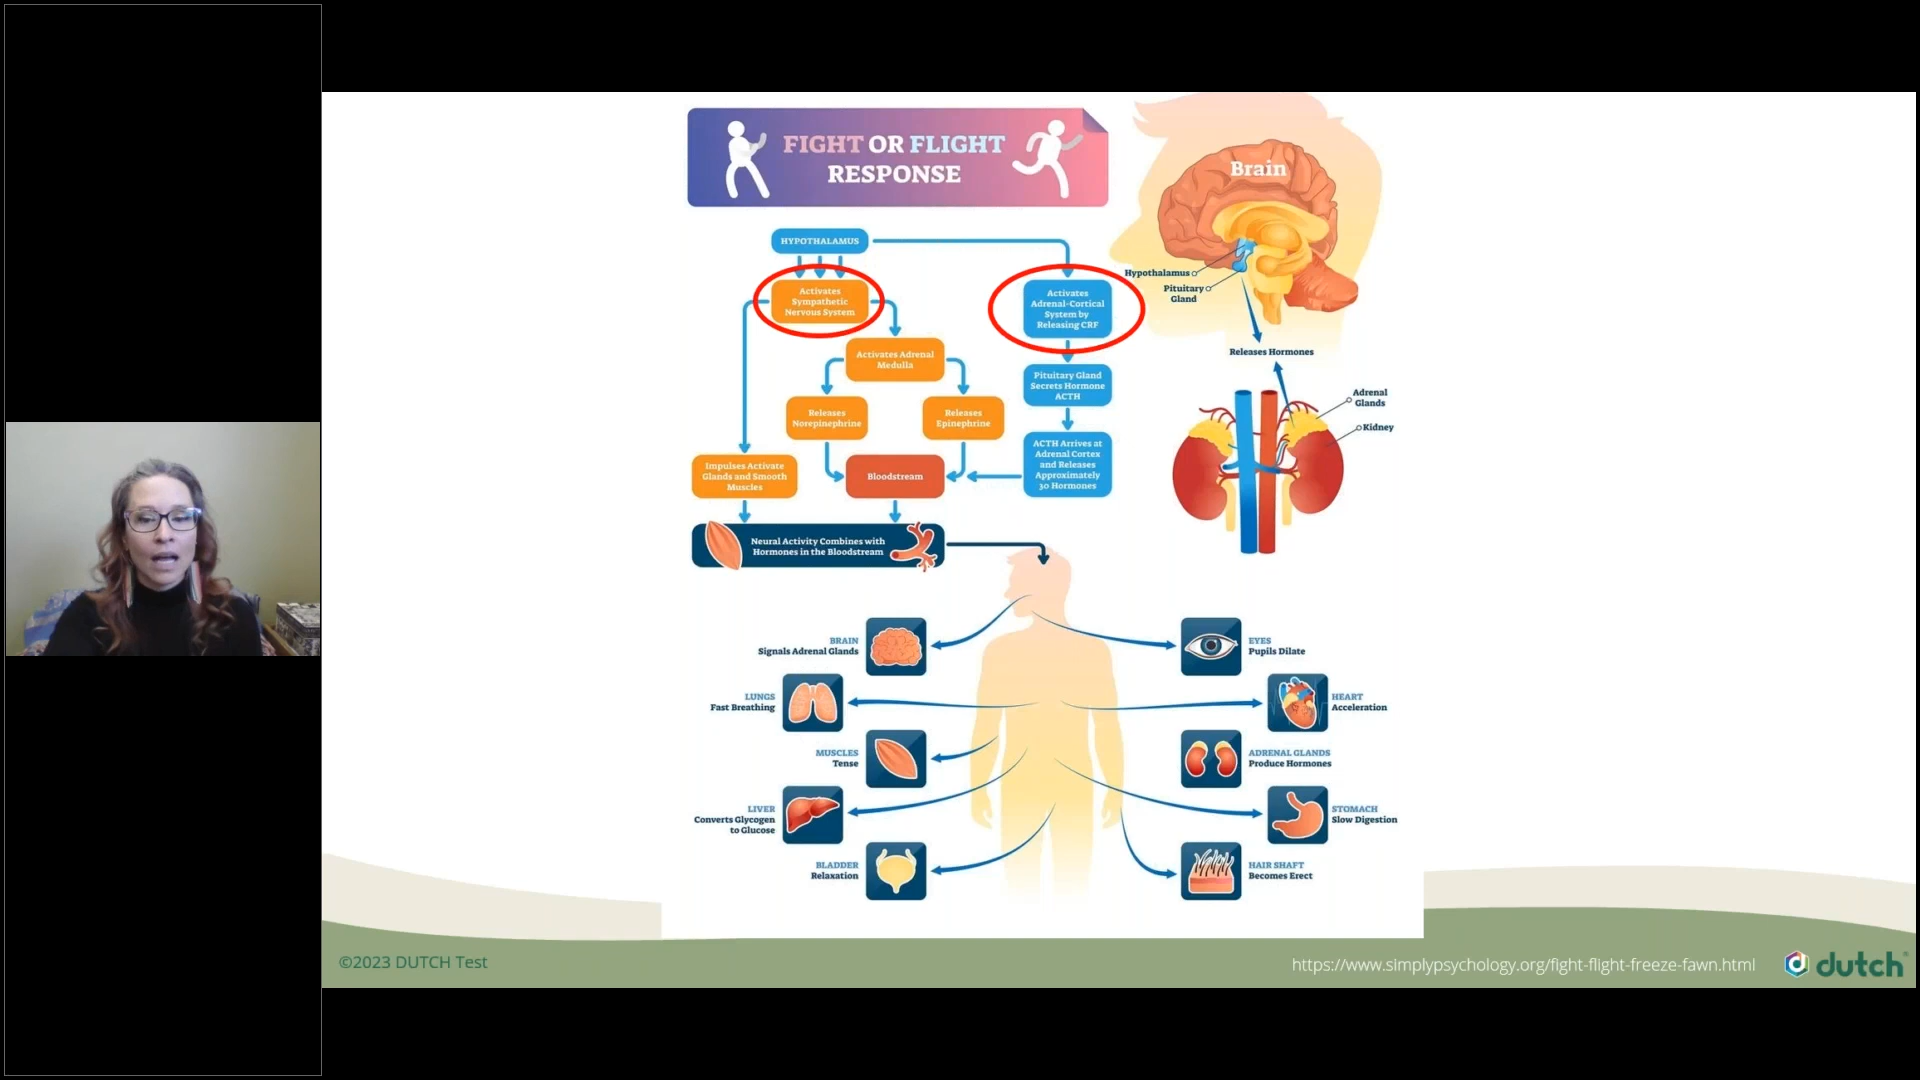 FIGHT OR FLIGHT
RESPONSE
Brain
HYPOTHALAMUS
Activates
Sympathetic
Nervous System
Activates
Adrenal-Cortical
System by
Releasing CRF
Hypothalamus
Pituitary
Gland
Releases Hormones
Activates Adrenal
Medulla
Pituitary Gland
Secrets Hormone
ACTH
Adrenal
Glands
Kidney
Releases
Norepinephrine
Releases
Epinephrine
ACTH Arrives at
Adrenal Cortex
and Releases
Approximately
30 Hormones
Impulses Activate
Glands and Smooth
Muscles
Bloodstream
Neural Activity Combines with
Hormones in the Bloodstream
BRAIN
Signals Adrenal Glands
EYES
Pupils Dilate
LUNGS
Fast Breathing
HEART
Acceleration
MUSCLES
Tense
ADRENAL GLANDS
Produce Hormones
LIVER
Converts Glycogen
to Glucose
STOMACH
Slow Digestion
BLADDER
Relaxation
HAIR SHAFT
Becomes Erect
©2023 DUTCH Test
https://www.simplypsychology.org/fight-flight-freeze-fawn.html
dutch